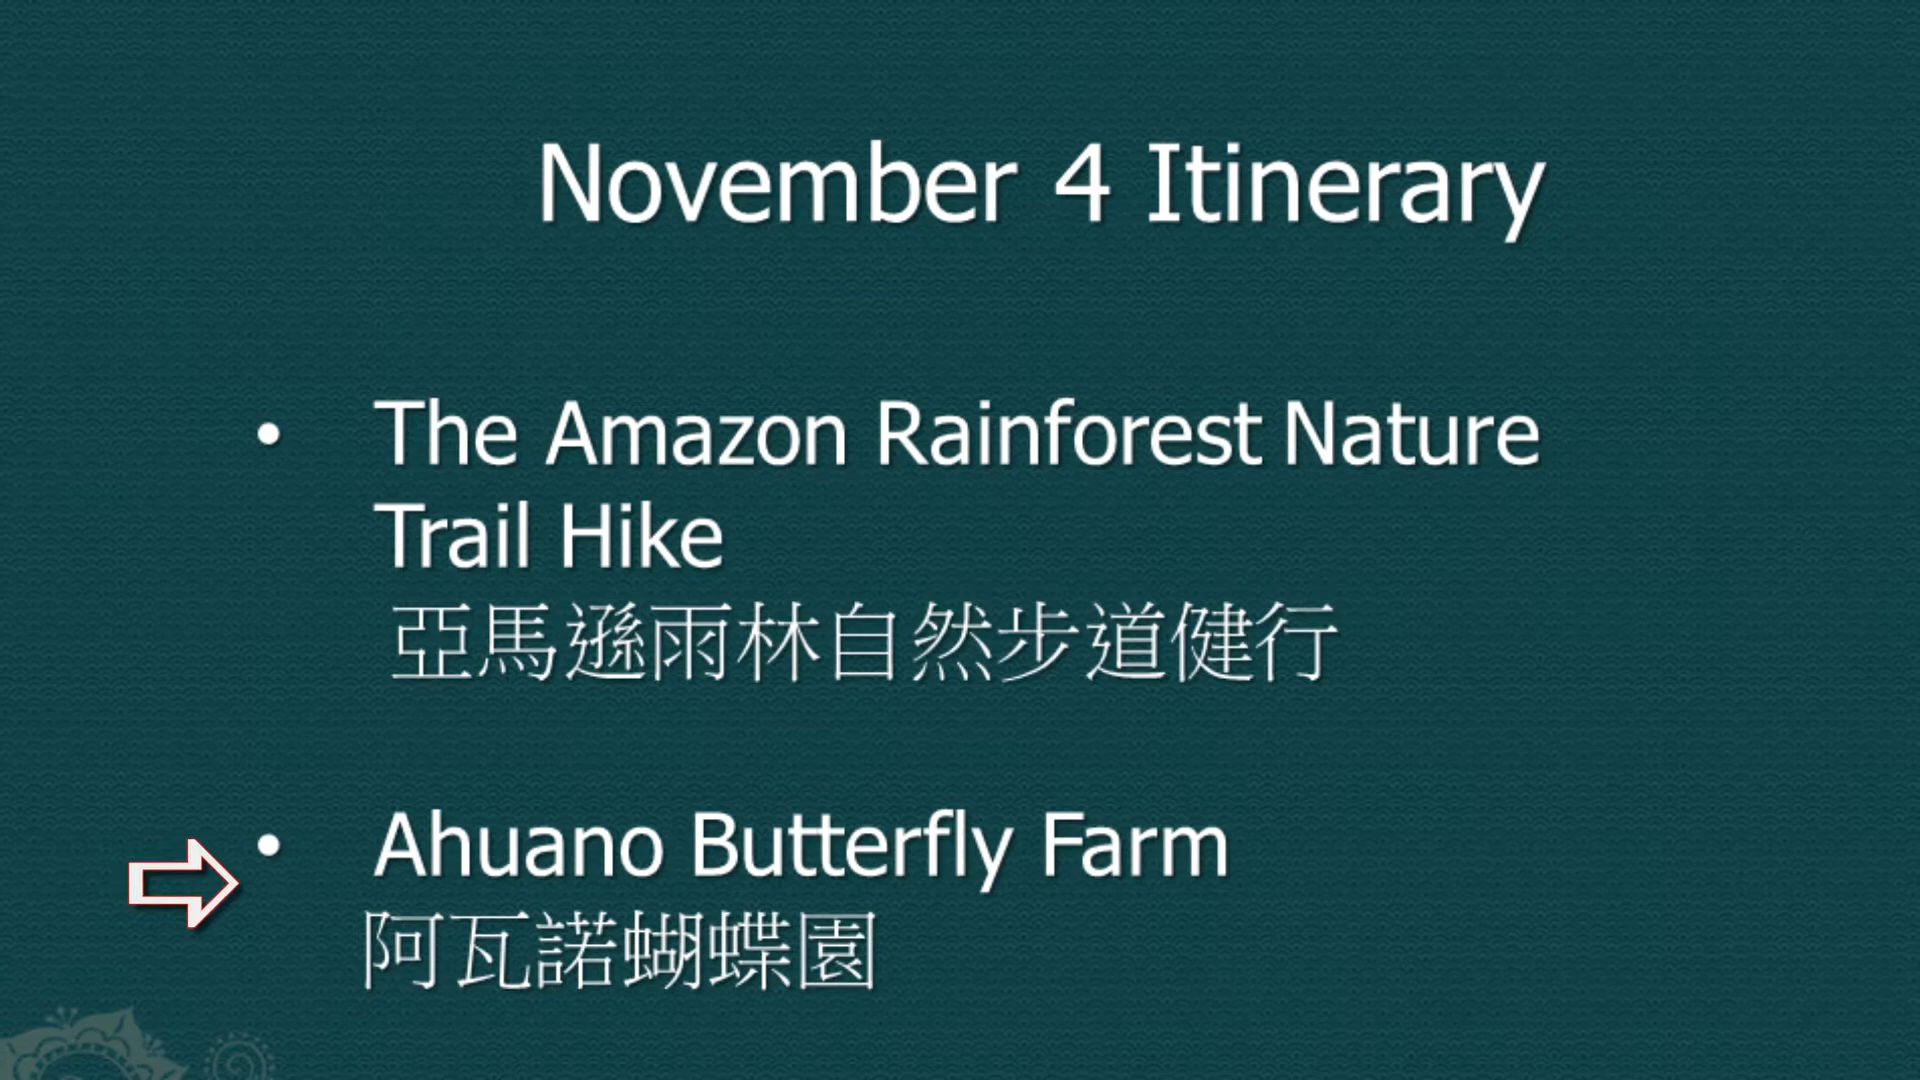 November 4 Itinerary
• The Amazon Rainforest Nature
Trail Hike
亞馬遜雨林自然步道健行
• Ahuano Butterfly Farm
阿瓦諾蝴蝶園